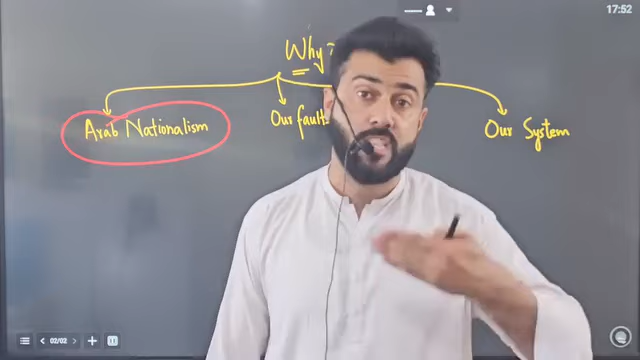 17:52
Why ?
Arab Nationalism
Our fault
Our System
02/02